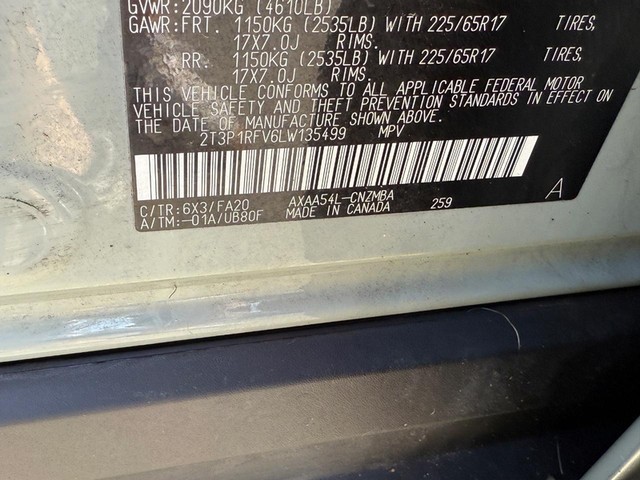 GVWR: 2090KG (4610LB)
GAWR: FRT. 1150KG (2535LB) WITH 225/65R17 TIRES,
17X7.0J RIMS.
RR. 1150KG (2535LB) WITH 225/65R17 TIRES,
17X7.0J RIMS.
THIS VEHICLE CONFORMS TO ALL APPLICABLE FEDERAL MOTOR
VEHICLE SAFETY AND THEFT PREVENTION STANDARDS IN EFFECT ON
THE DATE OF MANUFACTURE SHOWN ABOVE.
2T3P1RFV6LW135499 MPV
C/TR:6X3/FA20 AXAA54L-CNZMBA 259 A
A/TM:-01A/UB80F MADE IN CANADA